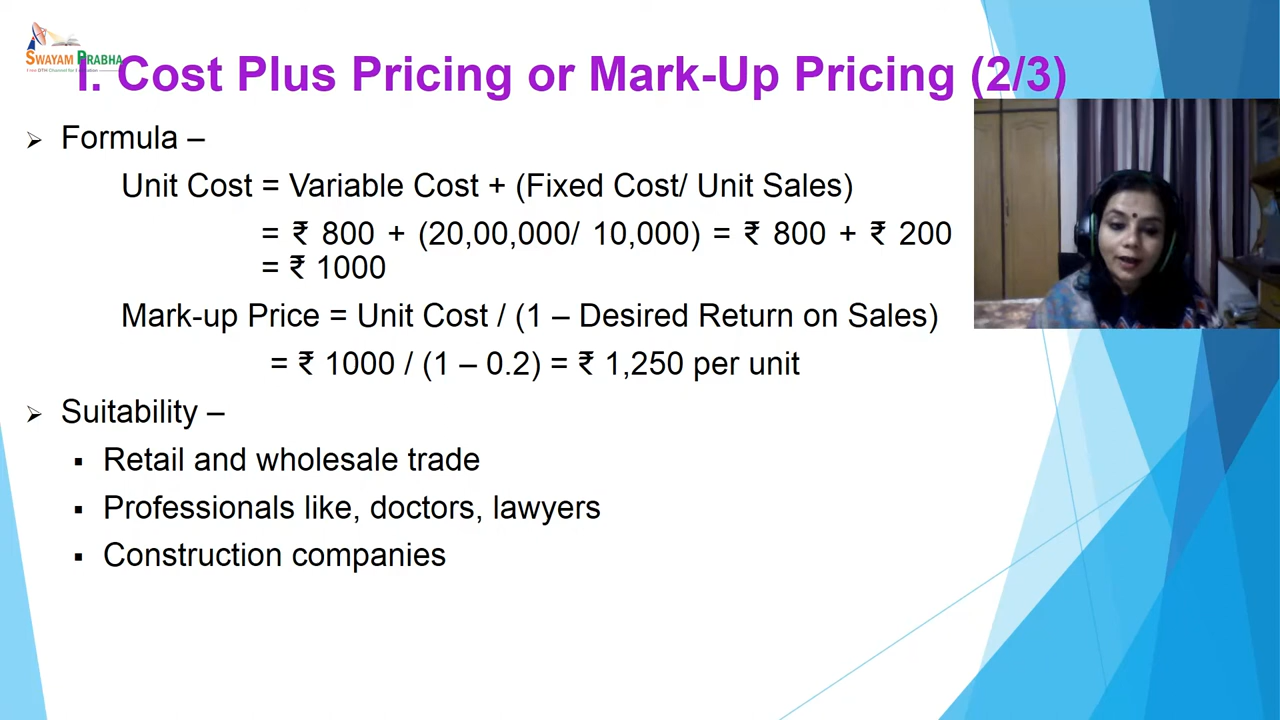 SWAYAM PRABHA
I. Cost Plus Pricing or Mark-Up Pricing (2/3)
Formula –
Unit Cost = Variable Cost + (Fixed Cost/ Unit Sales)
= ₹ 800 + (20,00,000/ 10,000) = ₹ 800 + ₹ 200
= ₹ 1000
Mark-up Price = Unit Cost / (1 – Desired Return on Sales)
= ₹ 1000 / (1 – 0.2) = ₹ 1,250 per unit
Suitability –
Retail and wholesale trade
Professionals like, doctors, lawyers
Construction companies